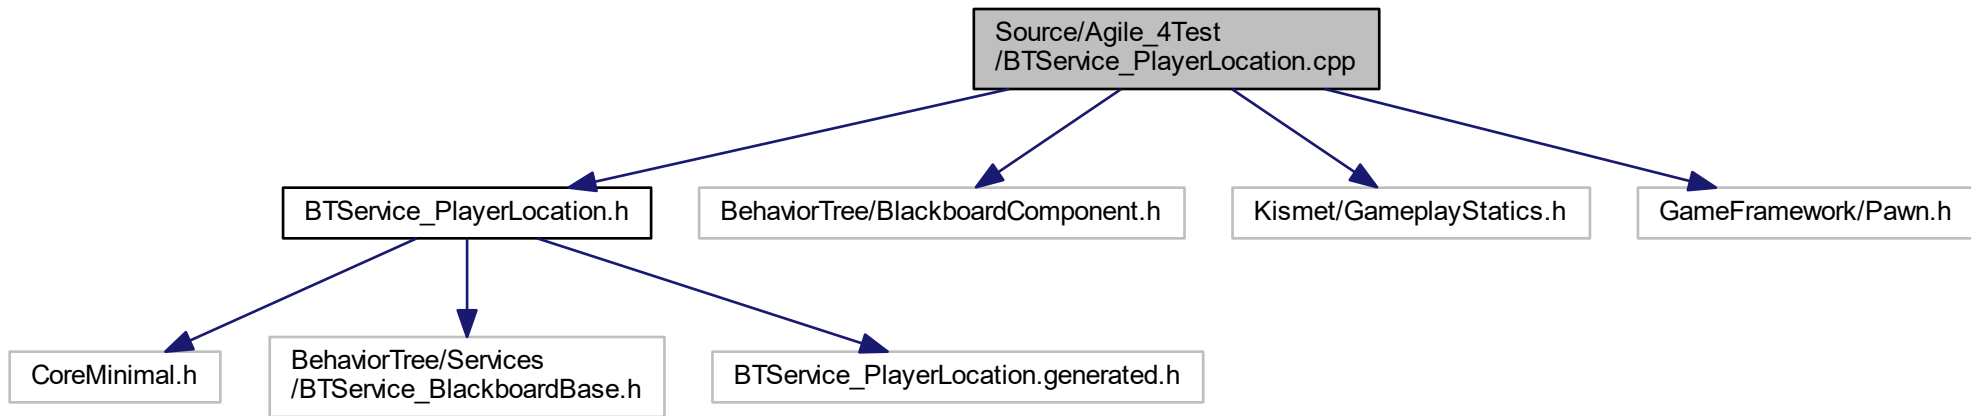 Source/Agile_4Test
/BTService_PlayerLocation.cpp
BTService_PlayerLocation.h
BehaviorTree/BlackboardComponent.h
Kismet/GameplayStatics.h
GameFramework/Pawn.h
CoreMinimal.h
BehaviorTree/Services
/BTService_BlackboardBase.h
BTService_PlayerLocation.generated.h